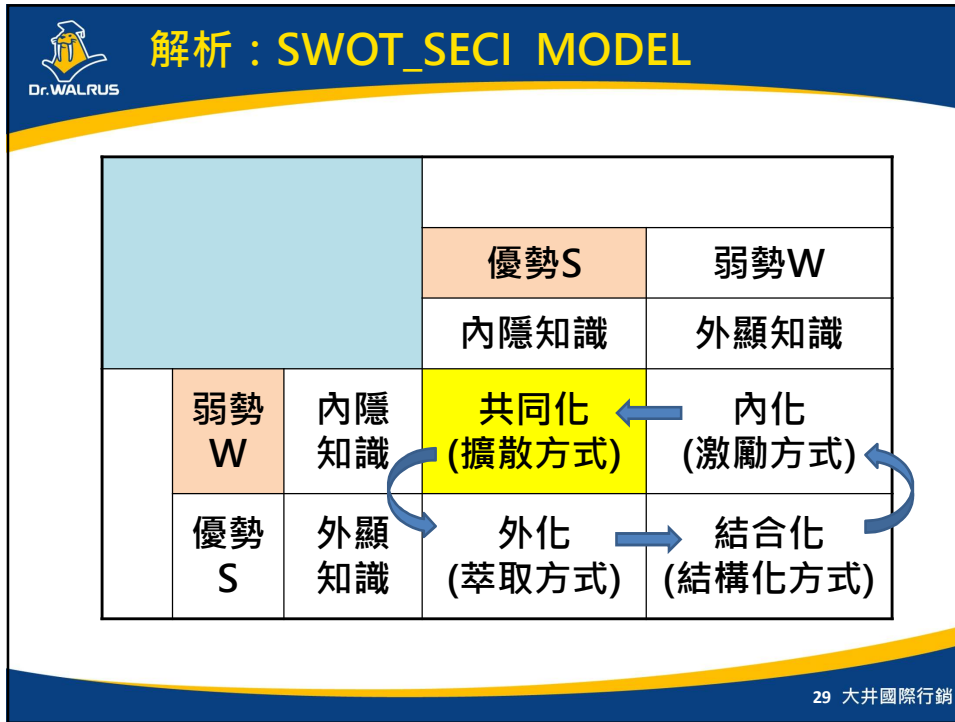 解析：SWOT_SECI MODEL
Dr.WALRUS
優勢S 弱勢W
內隱知識 外顯知識
弱勢 內隱 共同化 內化
W 知識 (擴散方式) (激勵方式)
優勢 外顯 外化 結合化
S 知識 (萃取方式) (結構化方式)
29 大井國際行銷